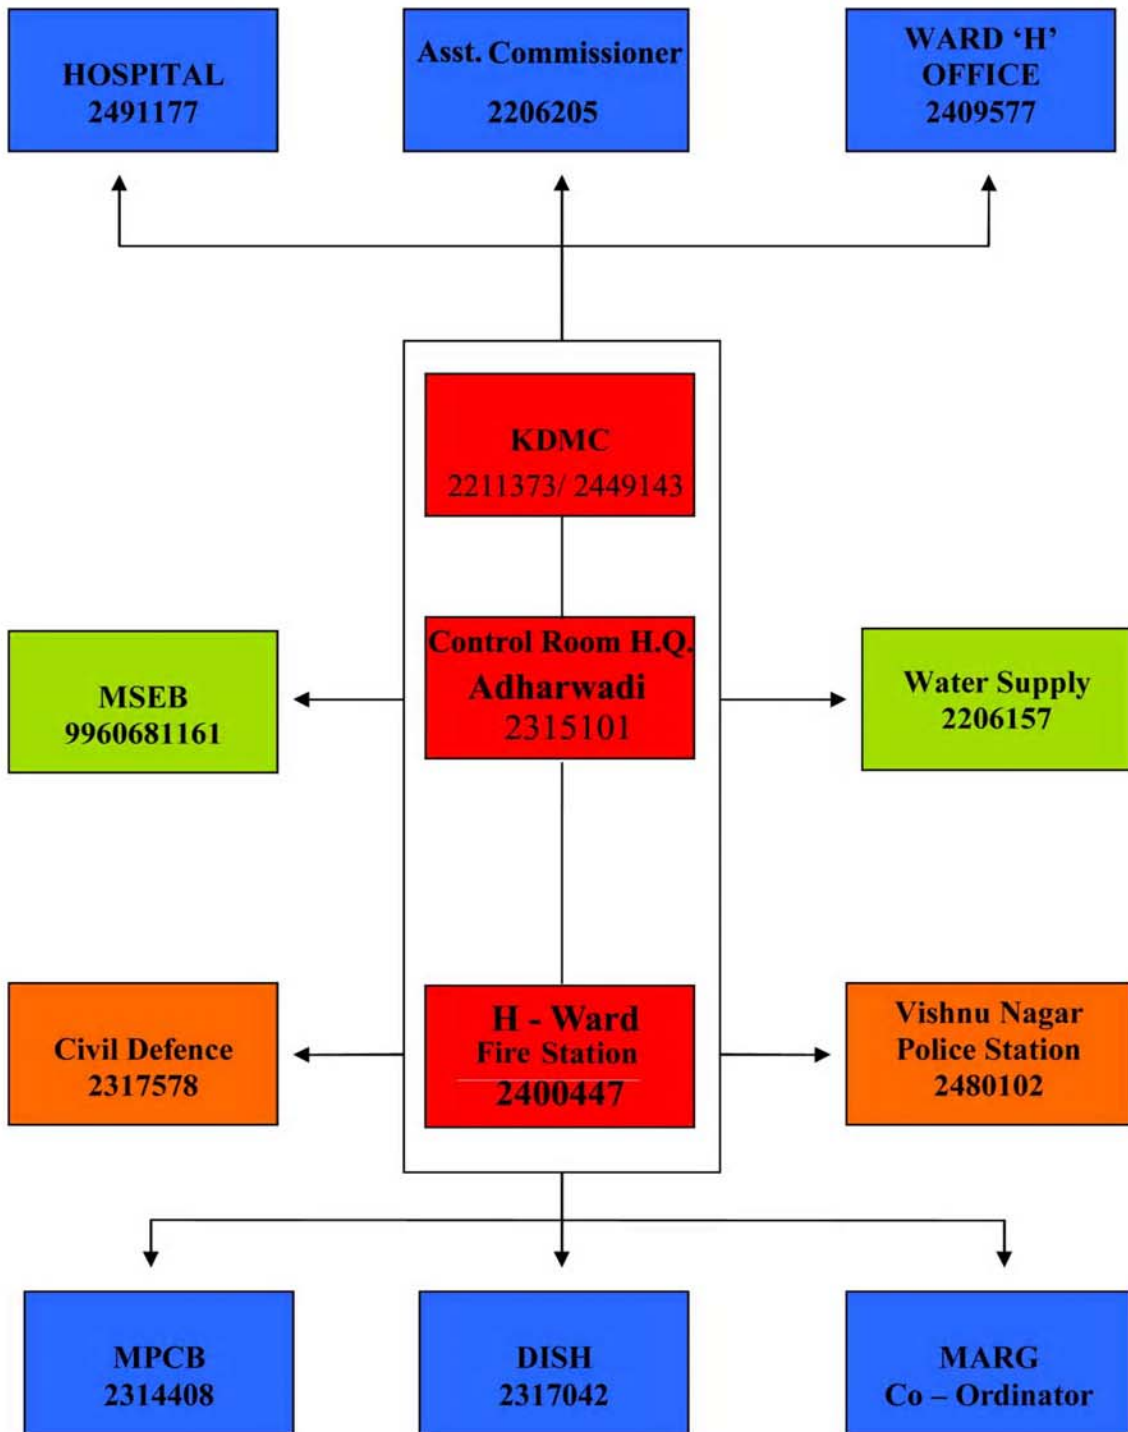 HOSPITAL
2491177
Asst. Commissioner
2206205
WARD ‘H’
OFFICE
2409577
KDMC
2211373/ 2449143
MSEB
9960681161
Control Room H.Q.
Adharwadi
2315101
Water Supply
2206157
Civil Defence
2317578
H - Ward
Fire Station
2400447
Vishnu Nagar
Police Station
2480102
MPCB
2314408
DISH
2317042
MARG
Co – Ordinator